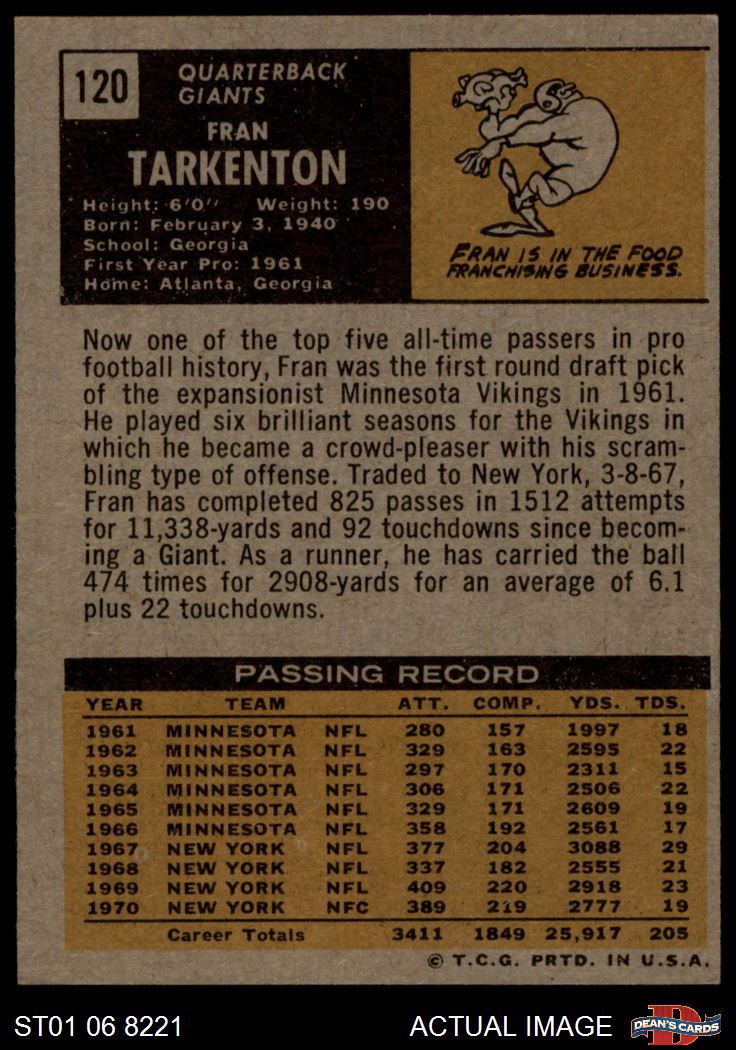 120
QUARTERBACK
GIANTS
FRAN
TARKENTON
Height: 6'0'' Weight: 190
Born: February 3, 1940
School: Georgia
First Year Pro: 1961
Home: Atlanta, Georgia
FRAN IS IN THE FOOD
FRANCHISING BUSINESS.
Now one of the top five all-time passers in pro
football history, Fran was the first round draft pick
of the expansionist Minnesota Vikings in 1961.
He played six brilliant seasons for the Vikings in
which he became a crowd-pleaser with his scram-
bling type of offense. Traded to New York, 3-8-67,
Fran has completed 825 passes in 1512 attempts
for 11,338-yards and 92 touchdowns since becom-
ing a Giant. As a runner, he has carried the ball
474 times for 2908-yards for an average of 6.1
plus 22 touchdowns.
PASSING RECORD
YEAR TEAM ATT. COMP. YDS. TDS.
1961 MINNESOTA NFL 280 157 1997 18
1962 MINNESOTA NFL 329 163 2595 22
1963 MINNESOTA NFL 297 170 2311 15
1964 MINNESOTA NFL 306 171 2506 22
1965 MINNESOTA NFL 329 171 2609 19
1966 MINNESOTA NFL 358 192 2561 17
1967 NEW YORK NFL 377 204 3088 29
1968 NEW YORK NFL 337 182 2555 21
1969 NEW YORK NFL 409 220 2918 23
1970 NEW YORK NFC 389 219 2777 19
Career Totals 3411 1849 25,917 205
© T.C.G. PRTD. IN U.S.A.
ST01 06 8221 ACTUAL IMAGE DEAN'S CARDS